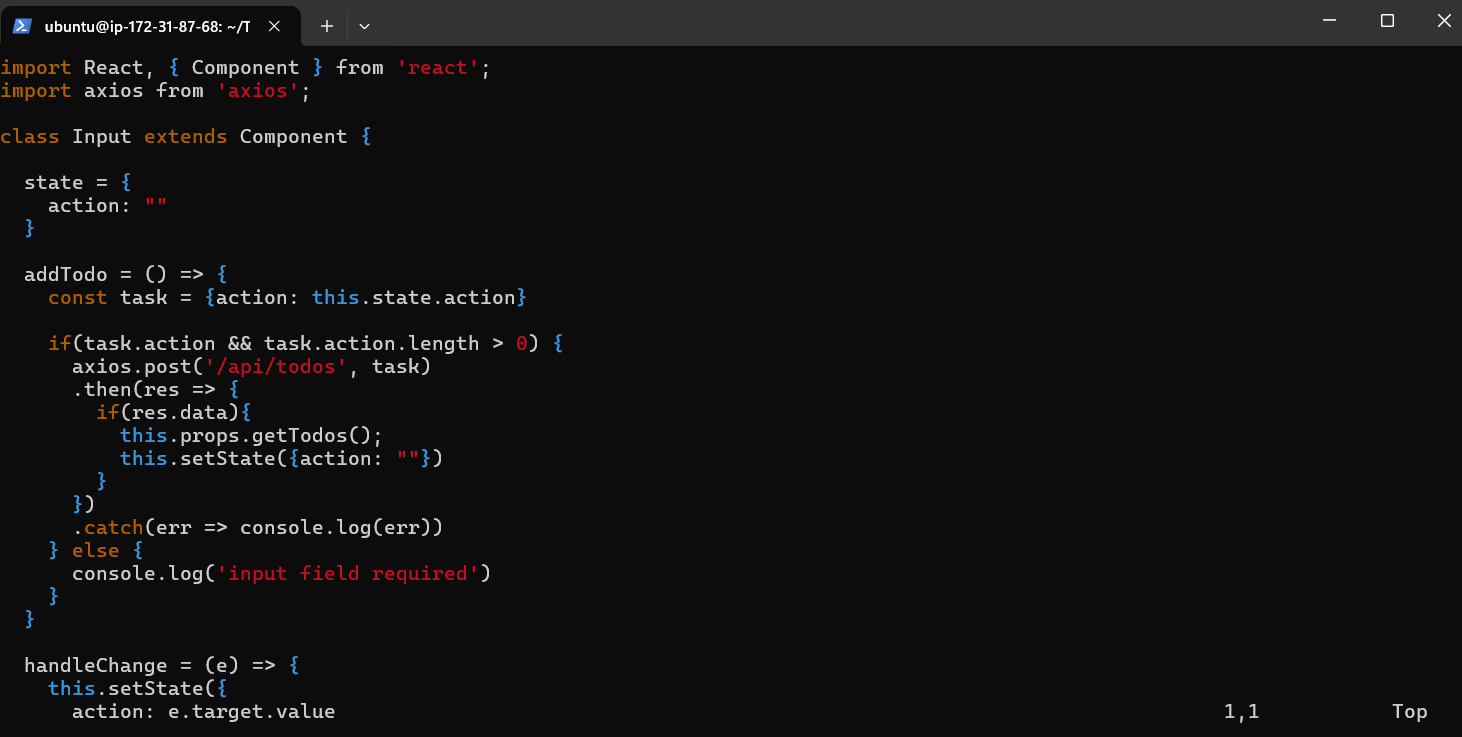 ubuntu@ip-172-31-87-68: ~/T
import React, { Component } from 'react';
import axios from 'axios';

class Input extends Component {

  state = {
    action: ""
  }

  addTodo = () => {
    const task = {action: this.state.action}

    if(task.action && task.action.length > 0) {
      axios.post('/api/todos', task)
      .then(res => {
        if(res.data){
          this.props.getTodos();
          this.setState({action: ""})
        }
      })
      .catch(err => console.log(err))
    } else {
      console.log('input field required')
    }
  }

  handleChange = (e) => {
    this.setState({
      action: e.target.value
1,1 Top